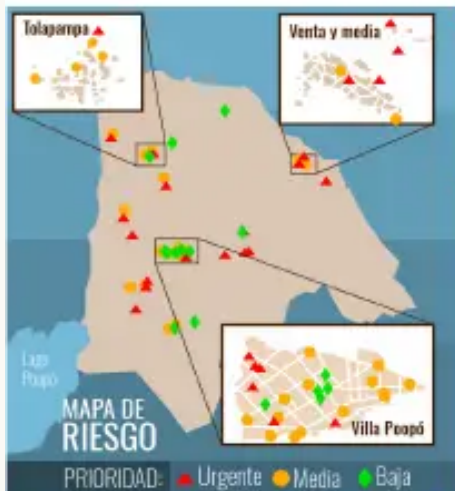 Tolapampa
Venta y media
Lago
Poopó
Villa Poopó
MAPA DE
RIESGO
PRIORIDAD: Urgente Media Baja